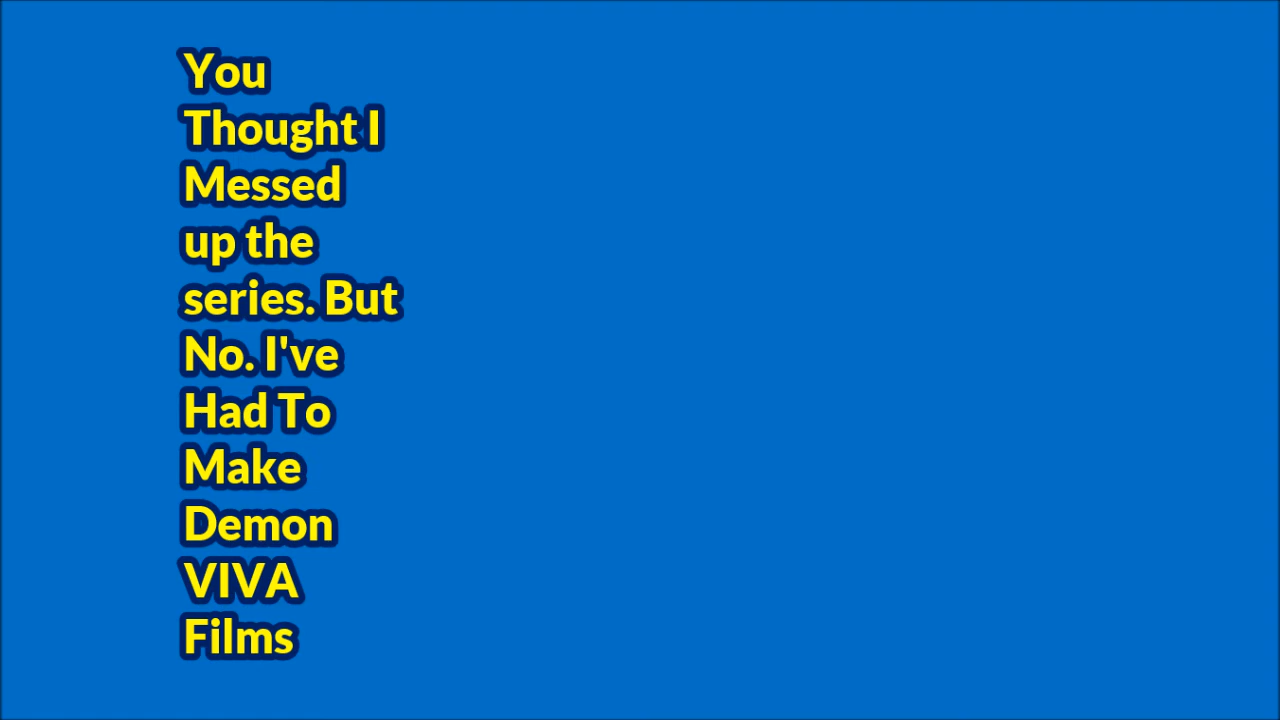 You
Thought I
Messed
up the
series. But
No. I've
Had To
Make
Demon
VIVA
Films